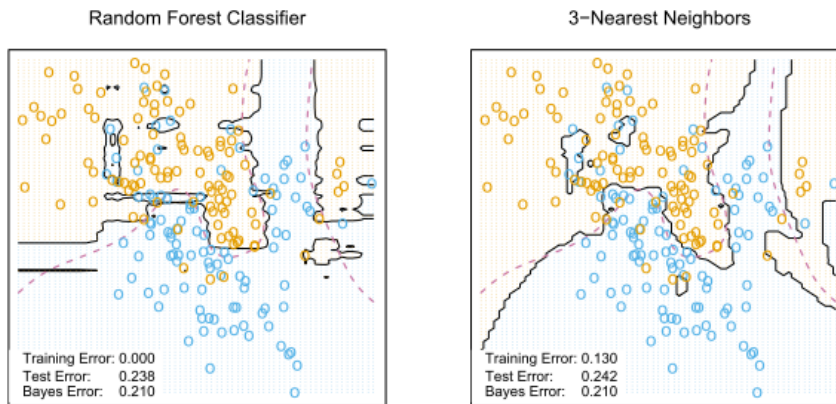 Random Forest Classifier
Training Error: 0.000
Test Error: 0.238
Bayes Error: 0.210
3−Nearest Neighbors
Training Error: 0.130
Test Error: 0.242
Bayes Error: 0.210